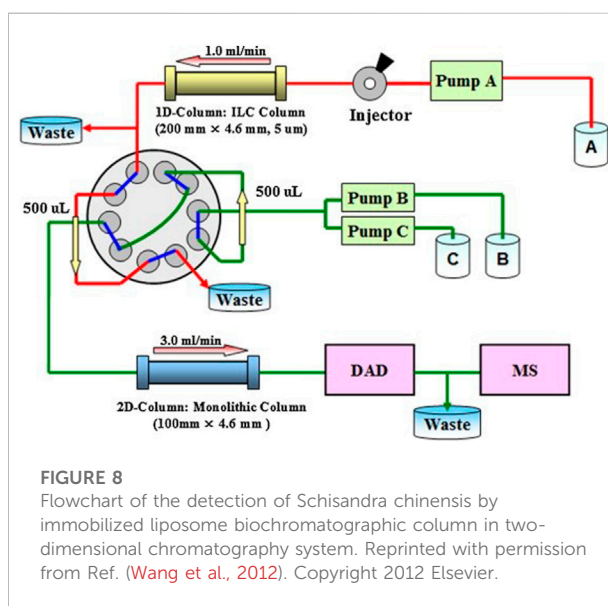 1.0 ml/min
Pump A
Injector
1D-Column: ILC Column
(200 mm × 4.6 mm, 5 um)
Waste
A
500 uL
500 uL
Pump B
Pump C
C
B
Waste
3.0 ml/min
DAD
MS
2D-Column: Monolithic Column
(100mm × 4.6 mm )
Waste
FIGURE 8
Flowchart of the detection of Schisandra chinensis by
immobilized liposome biochromatographic column in two-
dimensional chromatography system. Reprinted with permission
from Ref. (Wang et al., 2012). Copyright 2012 Elsevier.